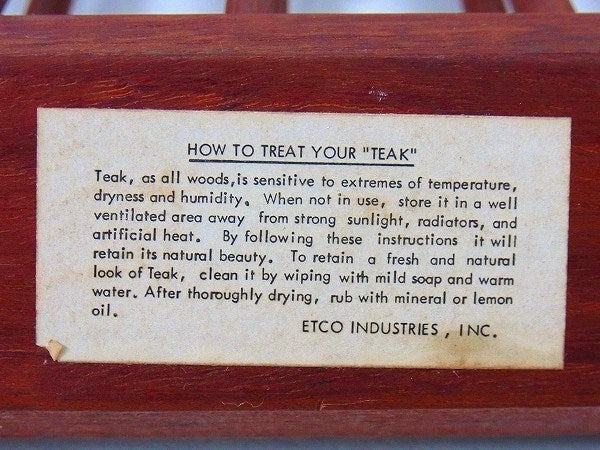 HOW TO TREAT YOUR "TEAK"
Teak, as all woods,is sensitive to extremes of temperature,
dryness and humidity. When not in use, store it in a well
ventilated area away from strong sunlight, radiators, and
artificial heat. By following these instructions it will
retain its natural beauty. To retain a fresh and natural
look of Teak, clean it by wiping with mild soap and warm
water. After thoroughly drying, rub with mineral or lemon
oil.
ETCO INDUSTRIES , INC.